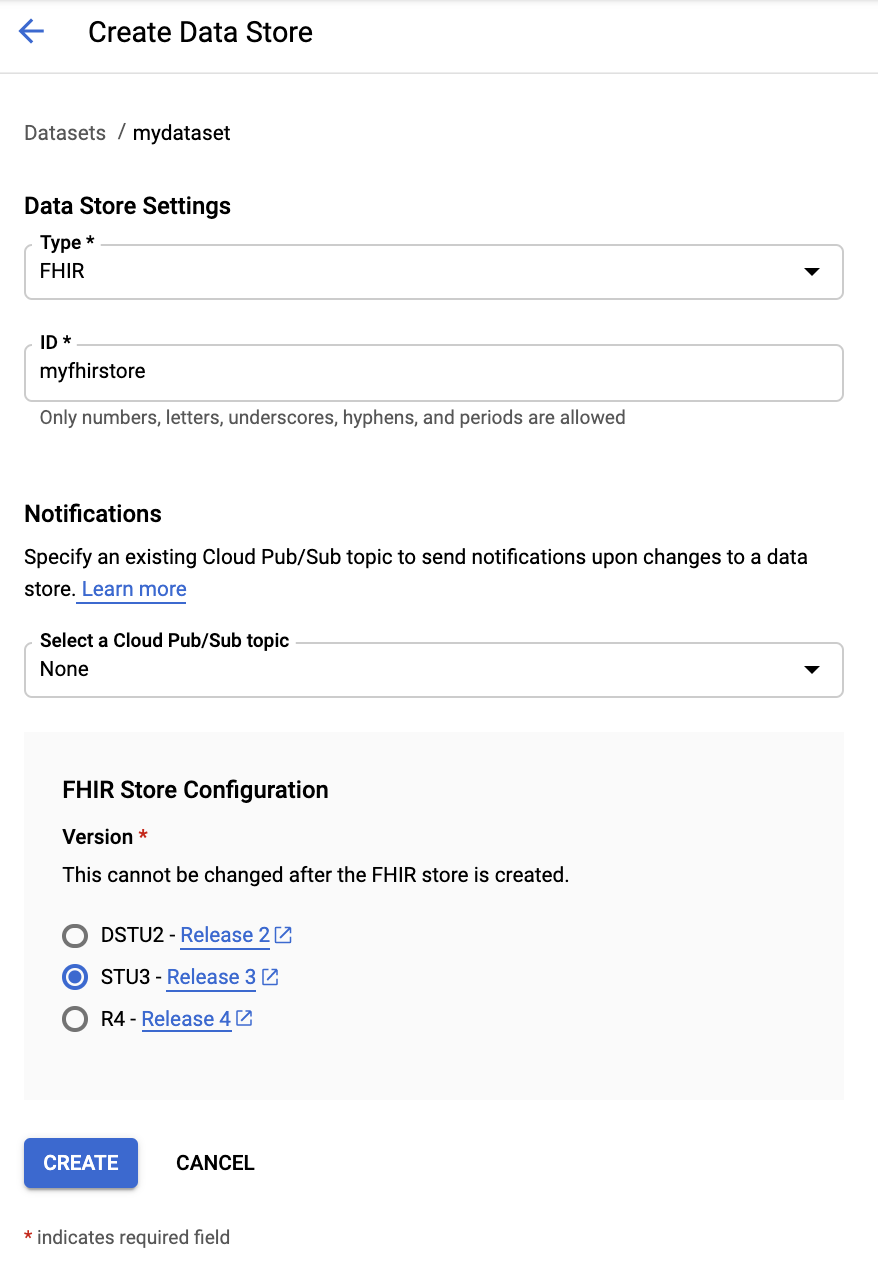 Create Data Store
Datasets / mydataset
Data Store Settings
Type *
FHIR
ID *
myfhirstore
Only numbers, letters, underscores, hyphens, and periods are allowed
Notifications
Specify an existing Cloud Pub/Sub topic to send notifications upon changes to a data
store. Learn more
Select a Cloud Pub/Sub topic
None
FHIR Store Configuration
Version *
This cannot be changed after the FHIR store is created.
DSTU2 - Release 2
STU3 - Release 3
R4 - Release 4
CREATE CANCEL
* indicates required field